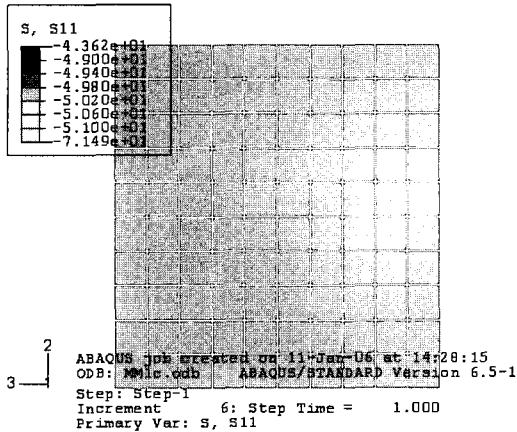 S, S11
-4.362e+01
-4.900e+01
-4.940e+01
-4.980e+01
-5.020e+01
-5.060e+01
-5.100e+01
-7.149e+01
2
3
ABAQUS job created on 11-Jan-06 at 14:28:15
ODB: MM1c.odb ABAQUS/STANDARD Version 6.5-1
Step: Step-1
Increment 6: Step Time = 1.000
Primary Var: S, S11